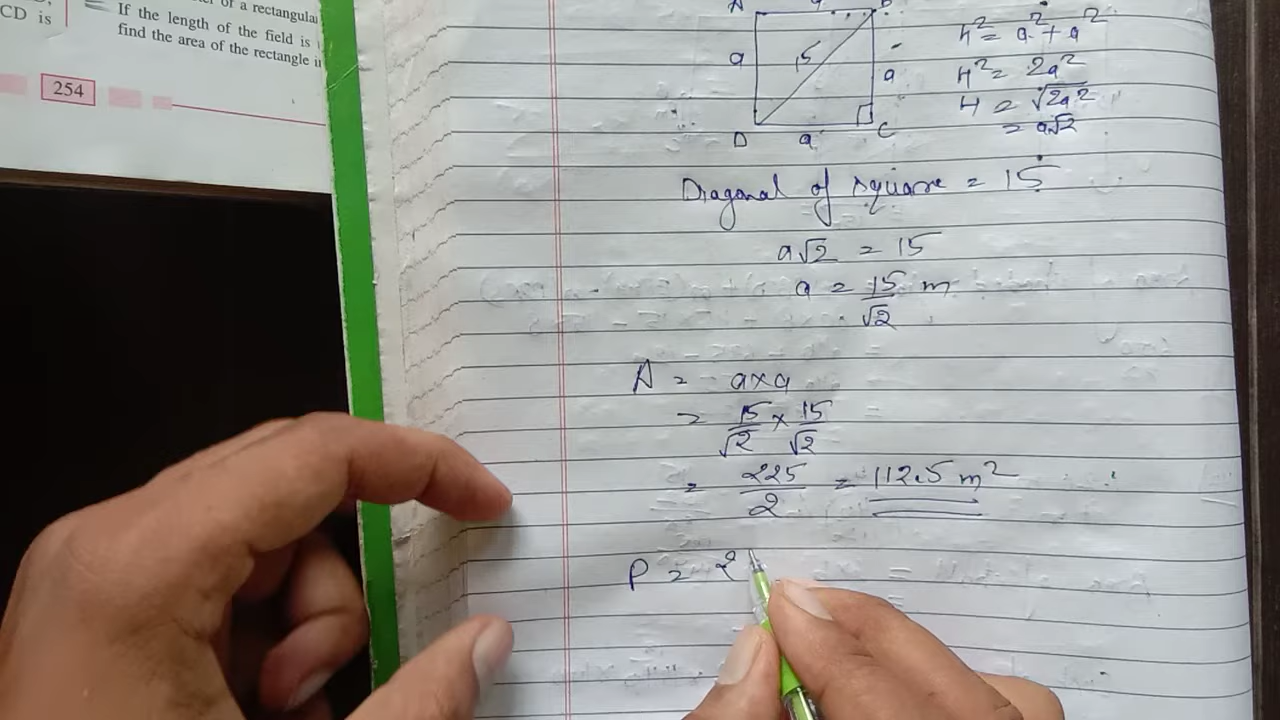 CD is
of a rectangula
If the length of the field is
find the area of the rectangle i
254
A a B
a 15 a
D a C
H² = a² + a²
H² = 2a²
H = √2a²
= a√2
Diagonal of square = 15
a√2 = 15
a = 15/√2 m
A = a×a
= 15/√2 × 15/√2
= 225/2 = 112.5 m²
P =